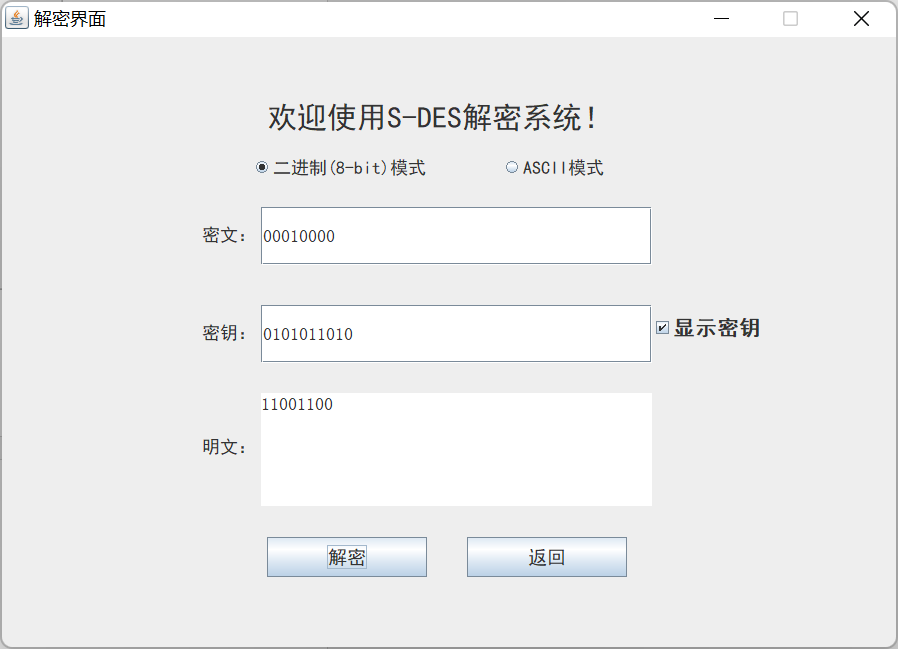 解密界面
欢迎使用S-DES解密系统!
二进制(8-bit)模式 ASCII模式
密文: 00010000
密钥: 0101011010 显示密钥
11001100
明文:
解密 返回